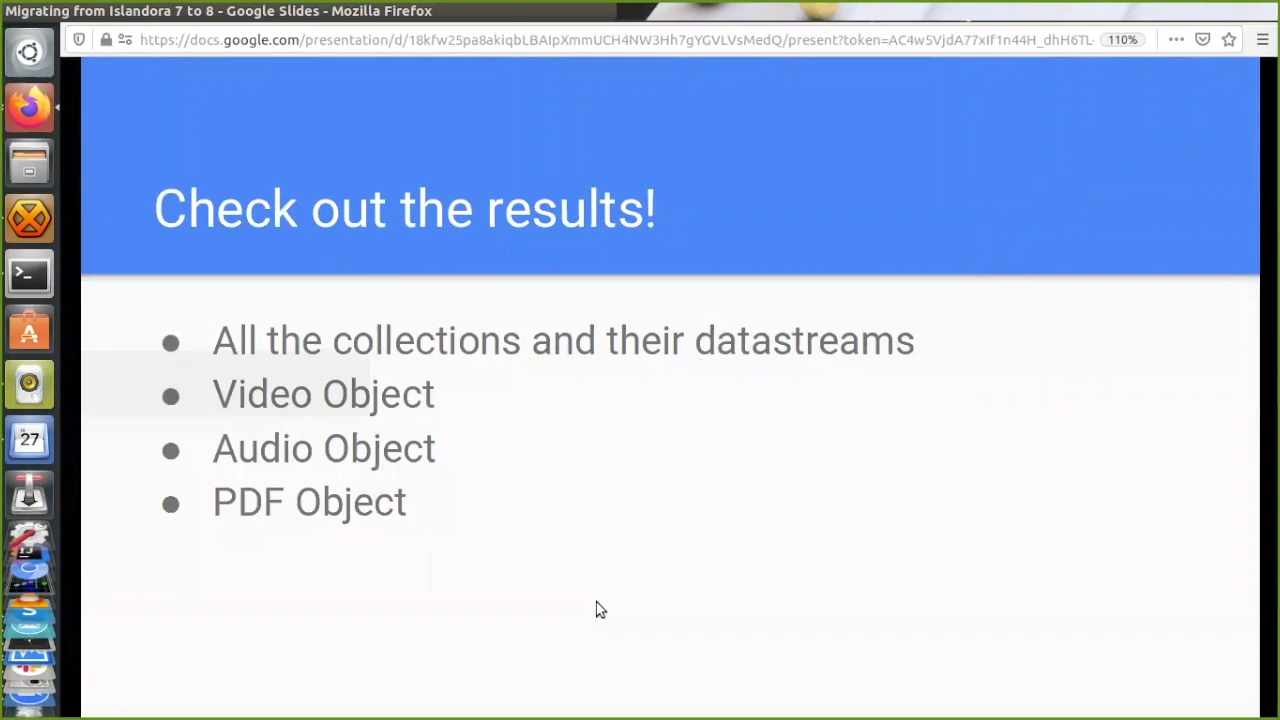 Migrating from Islandora 7 to 8 - Google Slides - Mozilla Firefox
https://docs.google.com/presentation/d/18kfw25pa8akiqbLBAIpXmmUCH4NW3Hh7gYGVLVsMedQ/present?token=AC4w5VjdA77xIf1n44H_dhH6TL- 110%
Check out the results!
● All the collections and their datastreams
● Video Object
● Audio Object
● PDF Object
27